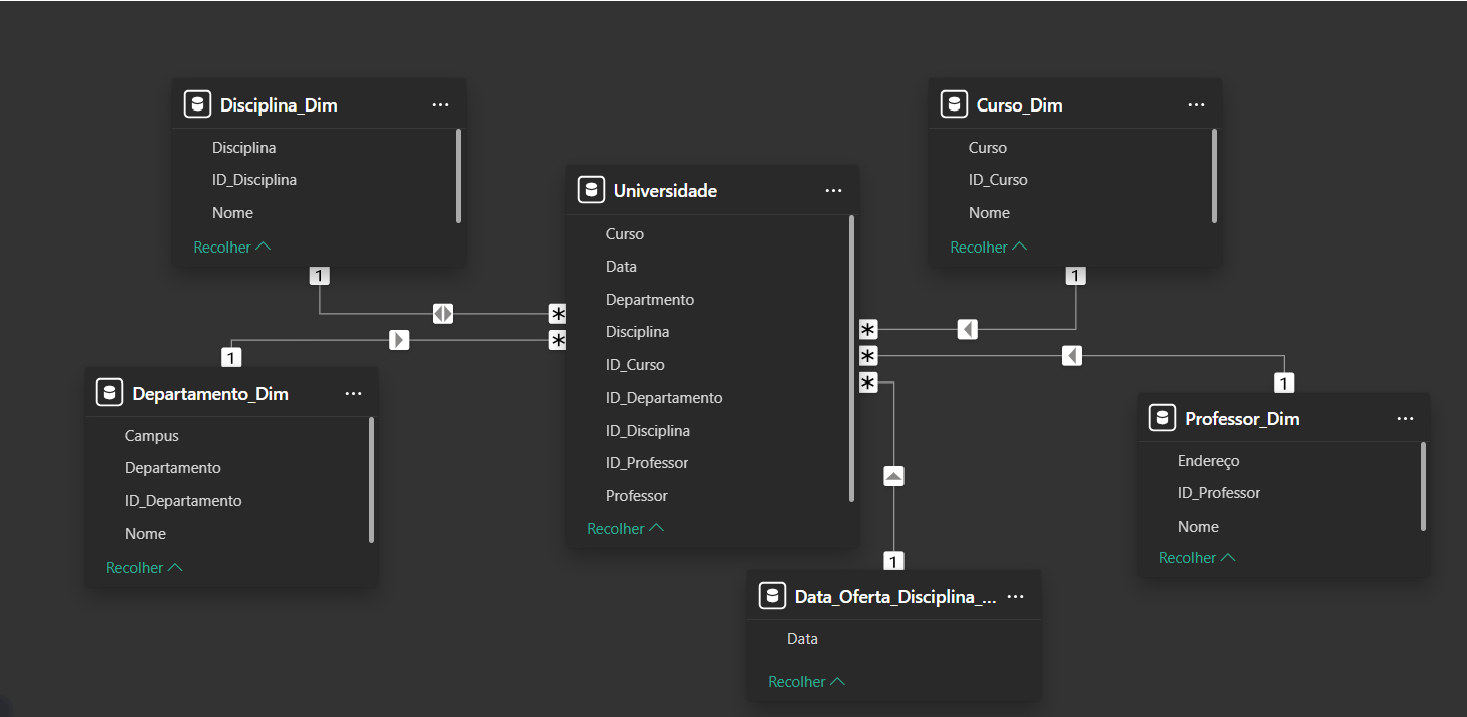 Disciplina_Dim ...
Disciplina
ID_Disciplina
Nome
Recolher
1
*
Departamento_Dim ...
Campus
Departamento
ID_Departamento
Nome
Recolher
1
*
Universidade ...
Curso
Data
Departmento
Disciplina
ID_Curso
ID_Departamento
ID_Disciplina
ID_Professor
Professor
Recolher
Curso_Dim ...
Curso
ID_Curso
Nome
Recolher
1
*
Professor_Dim ...
Endereço
ID_Professor
Nome
Recolher
1
*
Data_Oferta_Disciplina_... ...
Data
Recolher
1
*